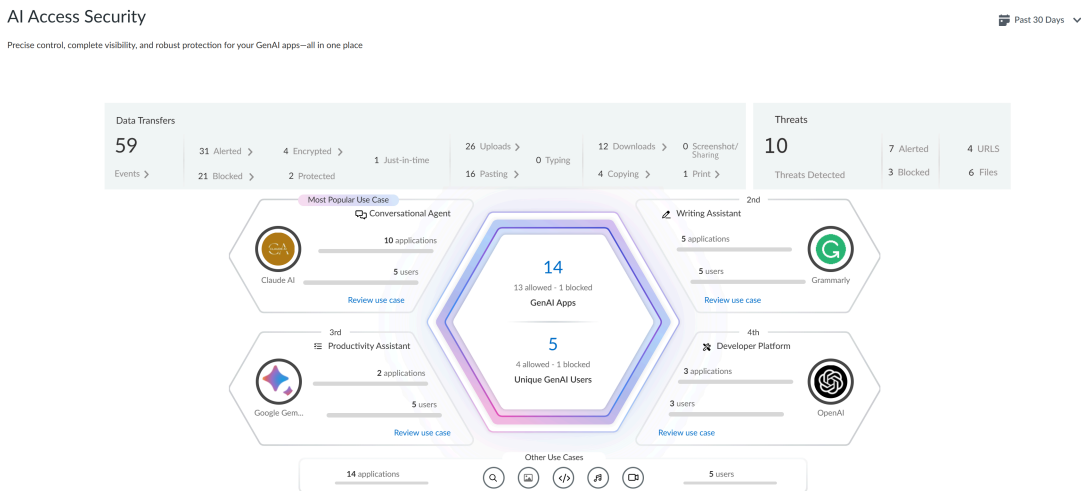 AI Access Security
Past 30 Days
Precise control, complete visibility, and robust protection for your GenAI apps—all in one place
Data Transfers
59
Events
31 Alerted
21 Blocked
4 Encrypted
2 Protected
1 Just-in-time
26 Uploads
16 Pasting
0 Typing
12 Downloads
4 Copying
0 Screenshot/
Sharing
1 Print
Threats
10
Threats Detected
7 Alerted
3 Blocked
4 URLS
6 Files
Most Popular Use Case
Conversational Agent
10 applications
5 users
Claude AI
Review use case
2nd
Writing Assistant
5 applications
5 users
Grammarly
Review use case
14
13 allowed - 1 blocked
GenAI Apps
5
4 allowed - 1 blocked
Unique GenAI Users
3rd
Productivity Assistant
2 applications
5 users
Google Gem...
Review use case
4th
Developer Platform
3 applications
3 users
OpenAI
Review use case
Other Use Cases
14 applications
5 users